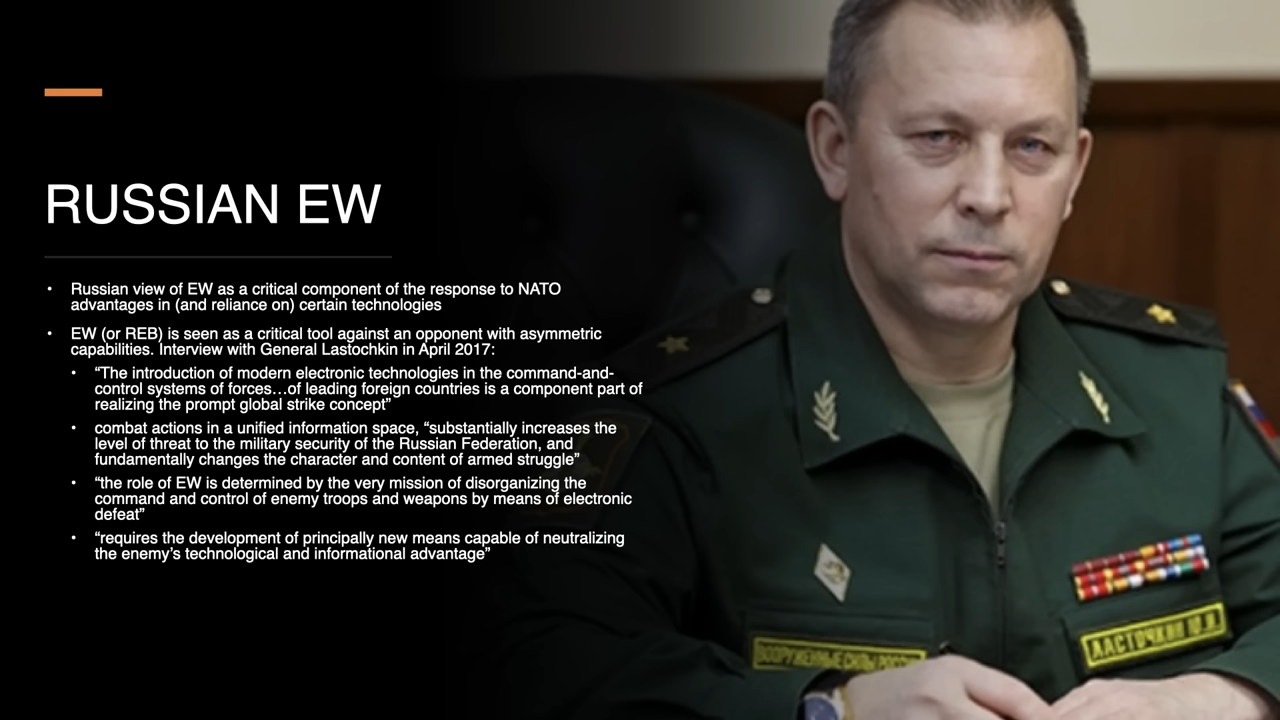 RUSSIAN EW
• Russian view of EW as a critical component of the response to NATO
advantages in (and reliance on) certain technologies
• EW (or REB) is seen as a critical tool against an opponent with asymmetric
capabilities. Interview with General Lastochkin in April 2017:
• “The introduction of modern electronic technologies in the command-and-
control systems of forces…of leading foreign countries is a component part of
realizing the prompt global strike concept”
• combat actions in a unified information space, “substantially increases the
level of threat to the military security of the Russian Federation, and
fundamentally changes the character and content of armed struggle”
• “the role of EW is determined by the very mission of disorganizing the
command and control of enemy troops and weapons by means of electronic
defeat”
• “requires the development of principally new means capable of neutralizing
the enemy’s technological and informational advantage”
ВООРУЖЕННЫЕ СИЛЫ РОССИИ
ЛАСТОЧКИН Ю.И.